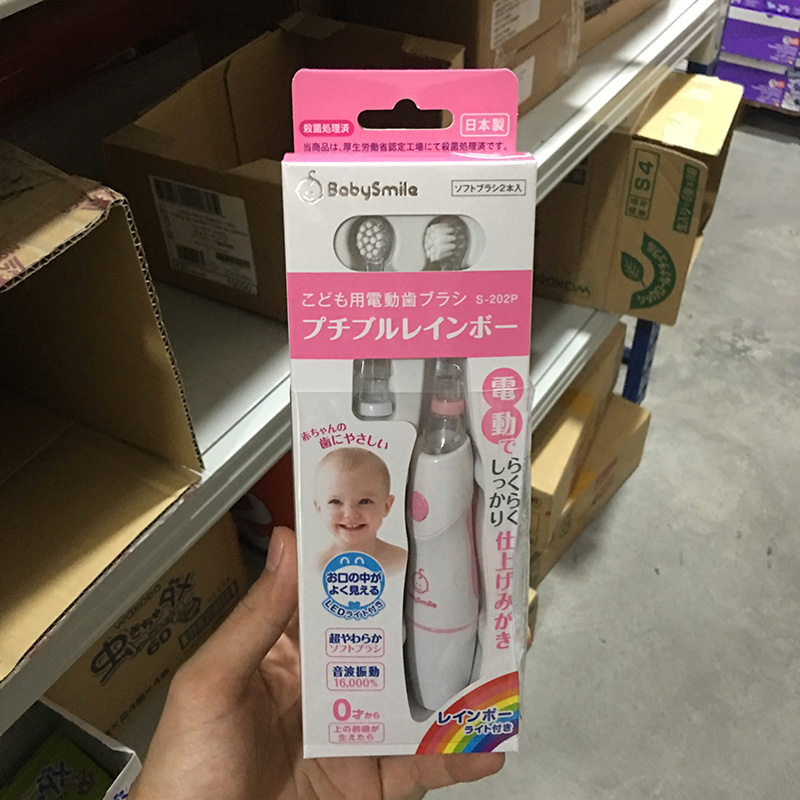 殺菌処理済
日本製
当商品は、厚生労働省認定工場にて殺菌処理済です。
BabySmile
ソフトブラシ2本入
こども用電動歯ブラシ S-202P
プチブルレインボー
電動でらくらくしっかり仕上げみがき
赤ちゃんの
歯にやさしい
お口の中が
よく見える
LEDライト付き
超やわらか
ソフトブラシ
音波振動
16,000%
0才から
上の前歯が
生えたら
レインボー
ライト付き
BabySmile
S4
wakodo